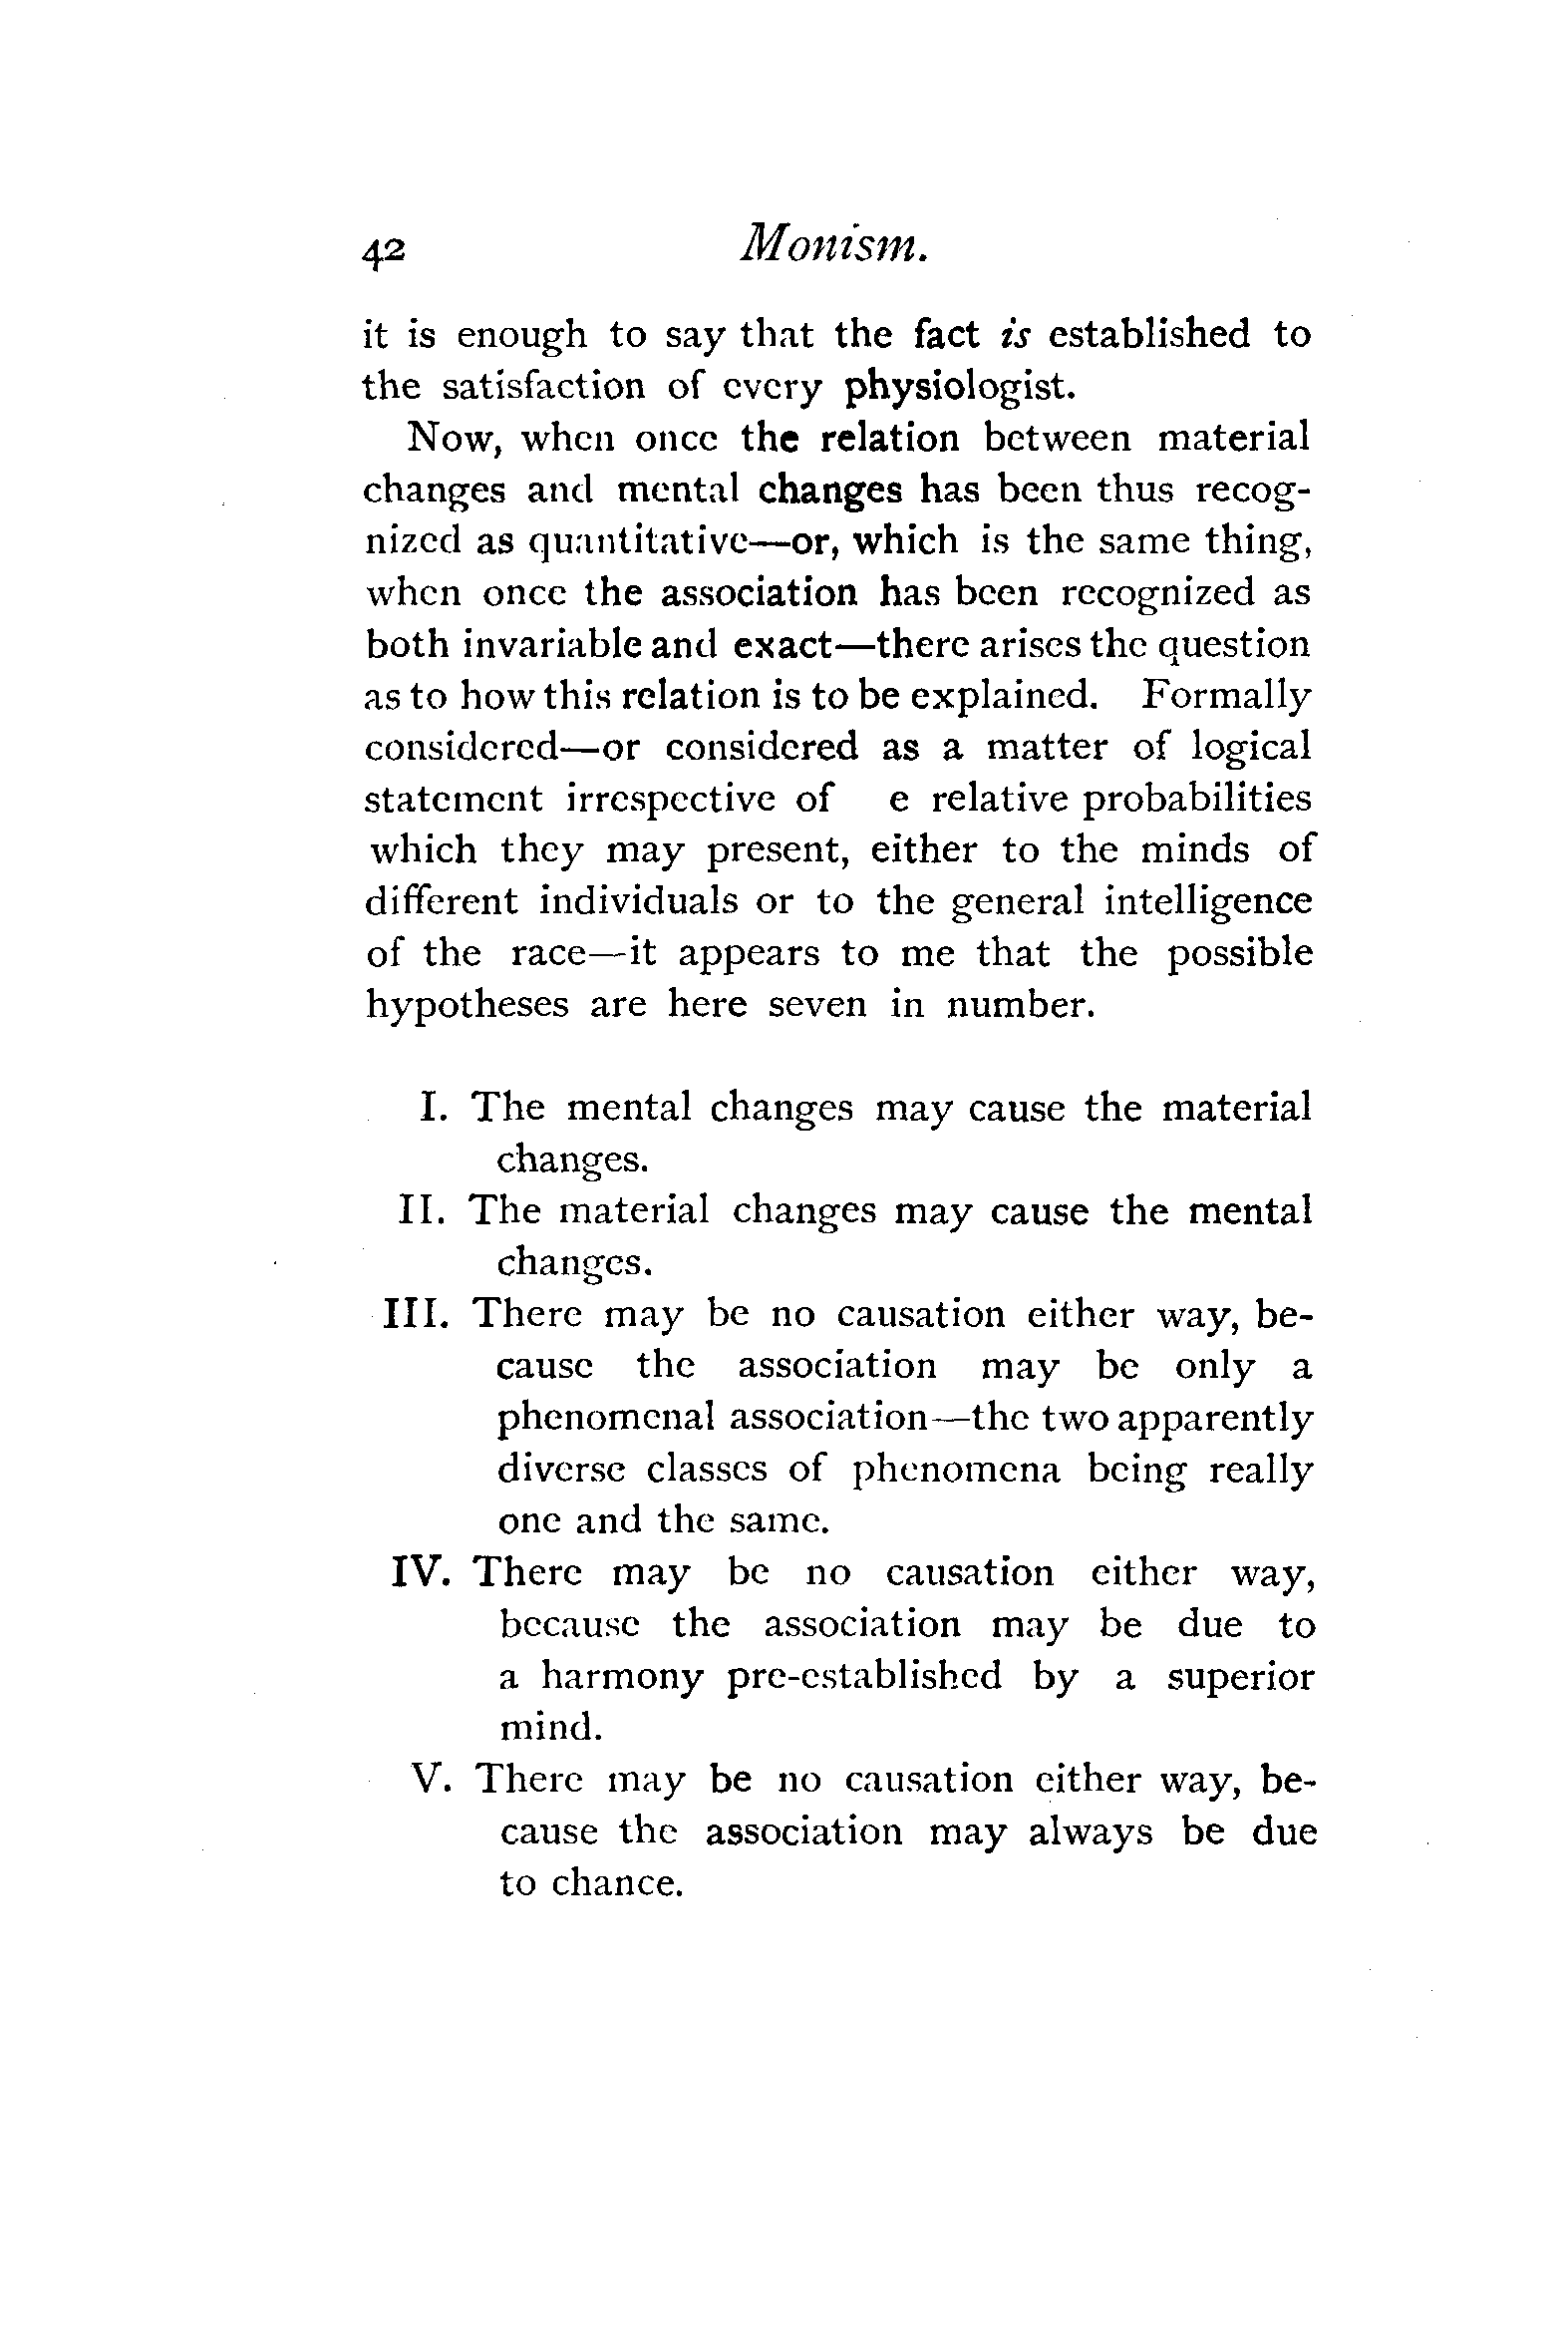 42 Monism.
it is enough to say that the fact is established to
the satisfaction of every physiologist.
Now, when once the relation between material
changes and mental changes has been thus recog-
nized as quantitative—or, which is the same thing,
when once the association has been recognized as
both invariable and exact—there arises the question
as to how this relation is to be explained. Formally
considered—or considered as a matter of logical
statement irrespective of e relative probabilities
which they may present, either to the minds of
different individuals or to the general intelligence
of the race—it appears to me that the possible
hypotheses are here seven in number.
I. The mental changes may cause the material
changes.
II. The material changes may cause the mental
changes.
III. There may be no causation either way, be-
cause the association may be only a
phenomenal association—the two apparently
diverse classes of phenomena being really
one and the same.
IV. There may be no causation either way,
because the association may be due to
a harmony pre-established by a superior
mind.
V. There may be no causation either way, be-
cause the association may always be due
to chance.